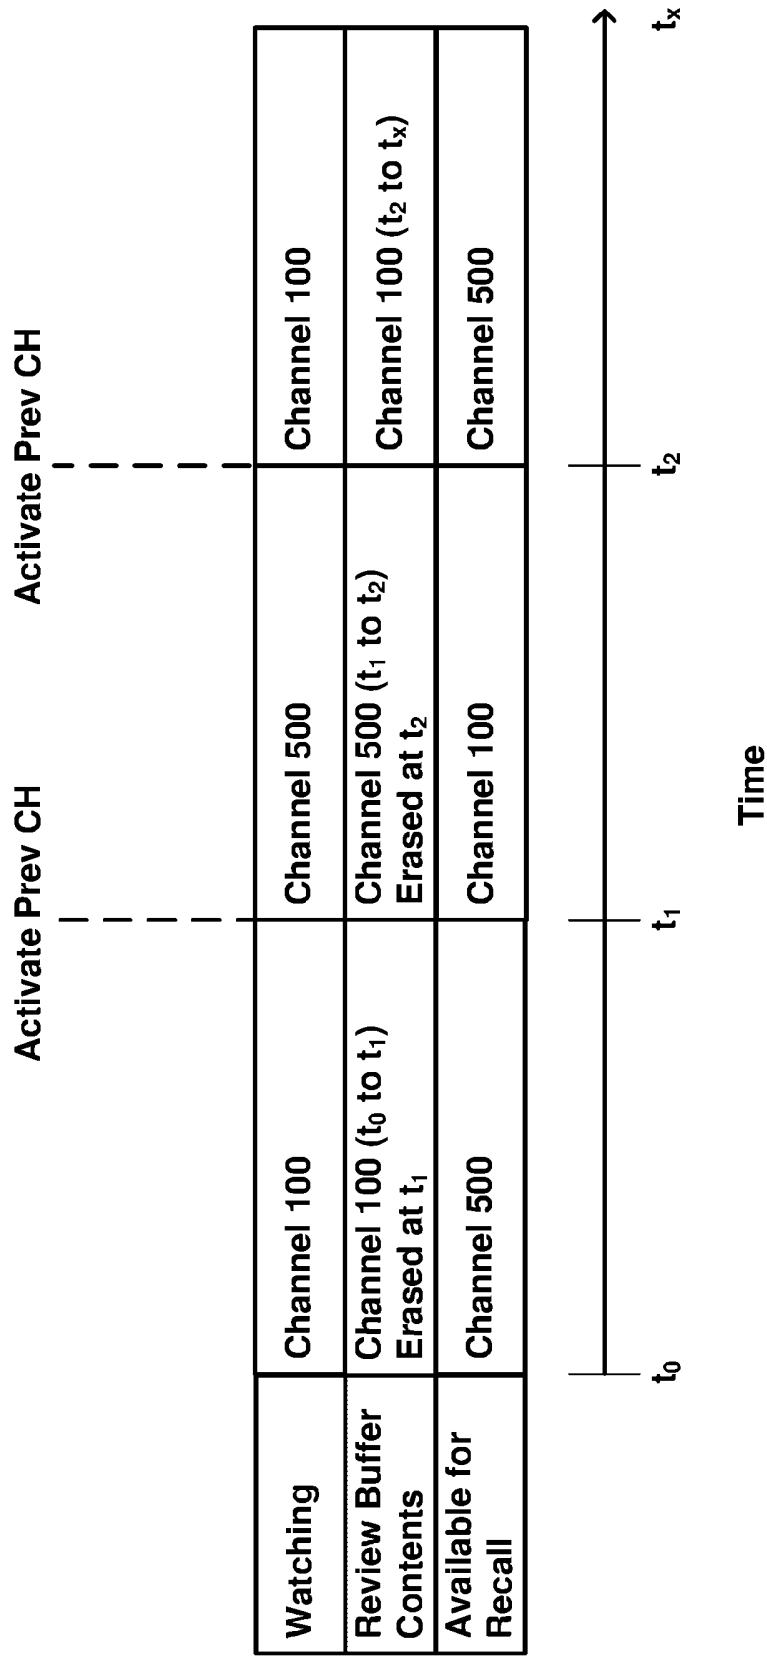 Activate Prev CH
Activate Prev CH
Watching
Channel 100
Channel 500
Channel 100
Review Buffer
Contents
Channel 100 (t₀ to t₁)
Erased at t₁
Channel 500 (t₁ to t₂)
Erased at t₂
Channel 100 (t₂ to tₓ)
Available for
Recall
Channel 500
Channel 100
Channel 500
t₀
t₁
t₂
tₓ
Time